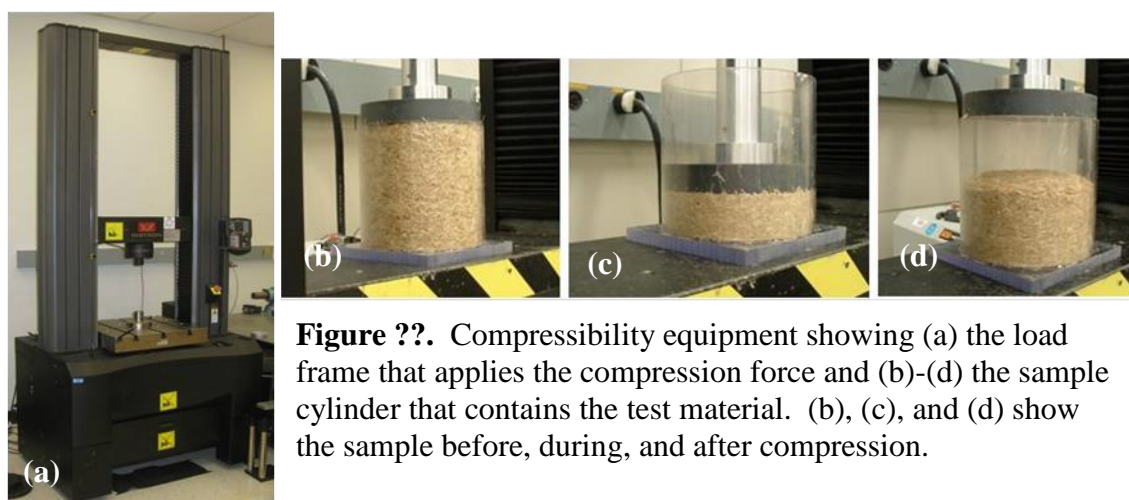 (a)
(b)
(c)
(d)
Figure ??. Compressibility equipment showing (a) the load
frame that applies the compression force and (b)-(d) the sample
cylinder that contains the test material. (b), (c), and (d) show
the sample before, during, and after compression.